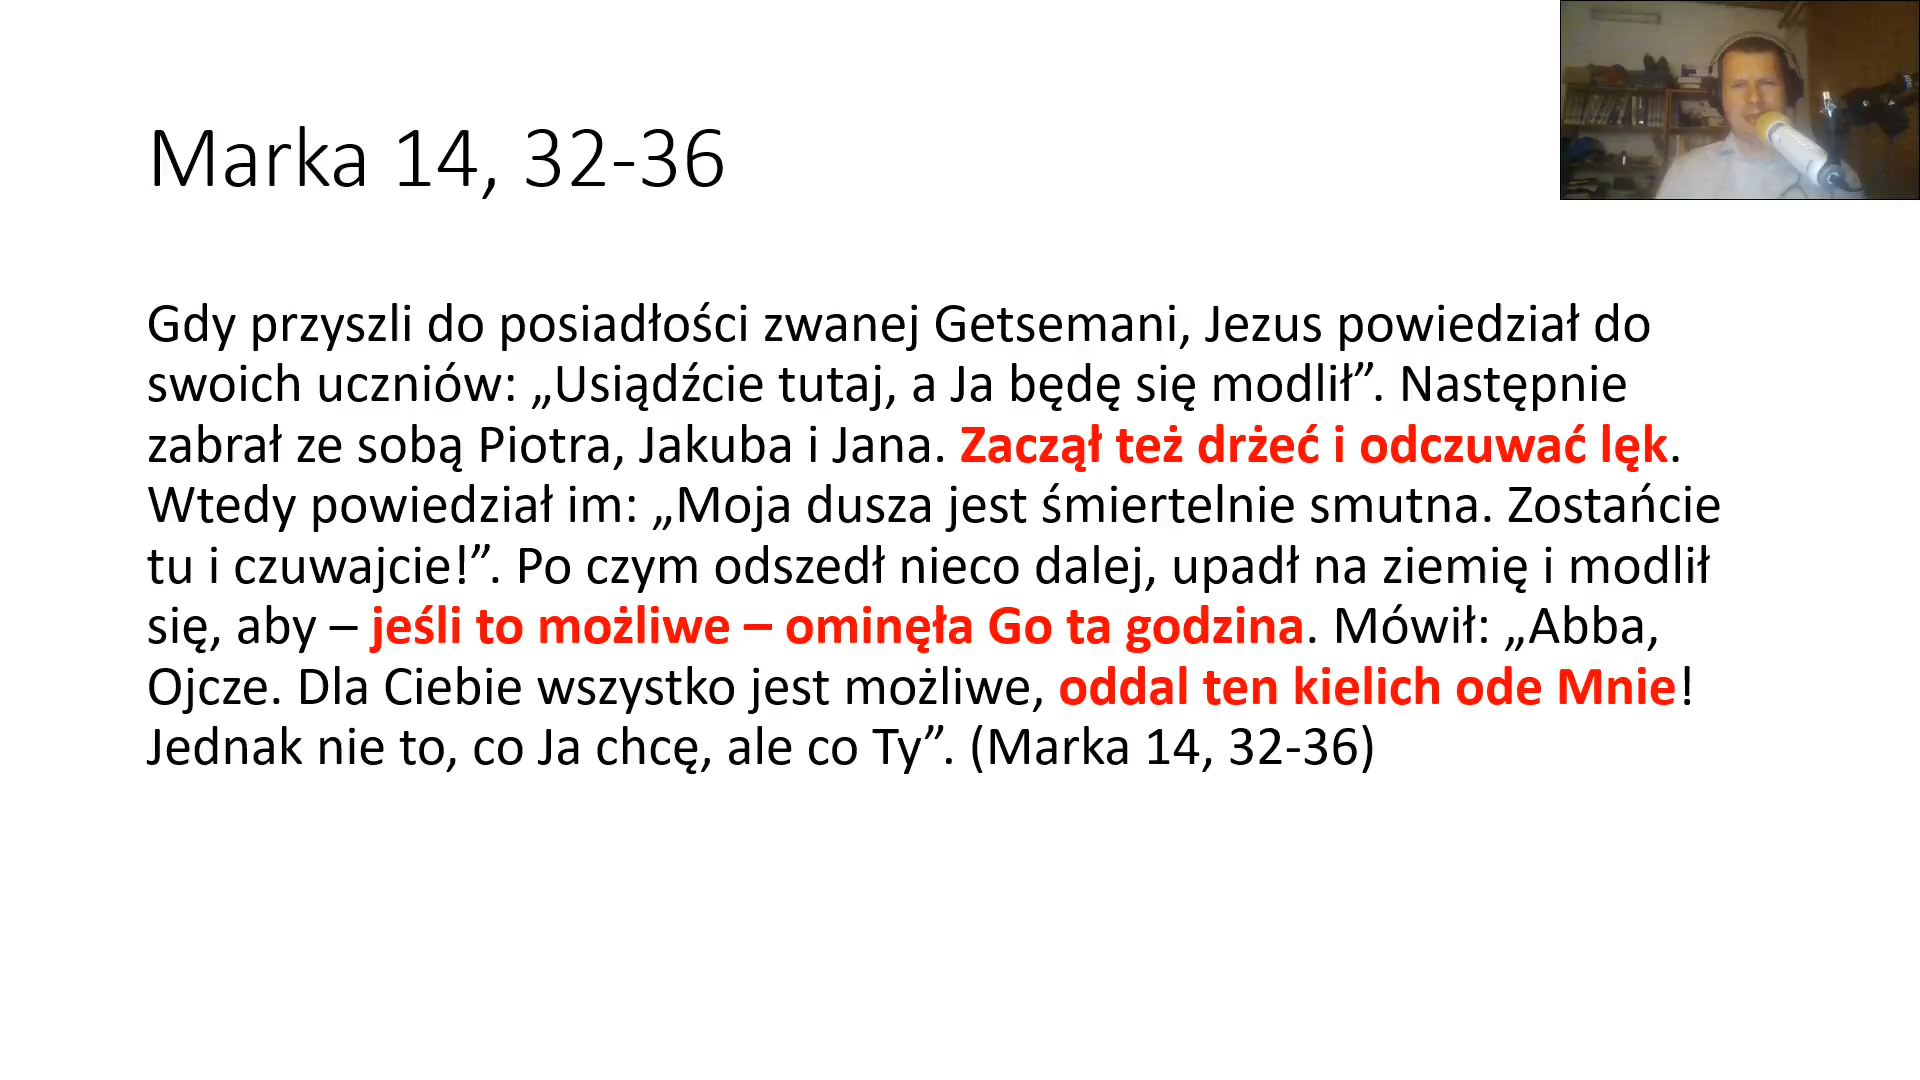 Marka 14, 32-36
Gdy przyszli do posiadłości zwanej Getsemani, Jezus powiedział do
swoich uczniów: „Usiądźcie tutaj, a Ja będę się modlił”. Następnie
zabrał ze sobą Piotra, Jakuba i Jana. Zaczął też drżeć i odczuwać lęk.
Wtedy powiedział im: „Moja dusza jest śmiertelnie smutna. Zostańcie
tu i czuwajcie!”. Po czym odszedł nieco dalej, upadł na ziemię i modlił
się, aby – jeśli to możliwe – ominęła Go ta godzina. Mówił: „Abba,
Ojcze. Dla Ciebie wszystko jest możliwe, oddal ten kielich ode Mnie!
Jednak nie to, co Ja chcę, ale co Ty”. (Marka 14, 32-36)